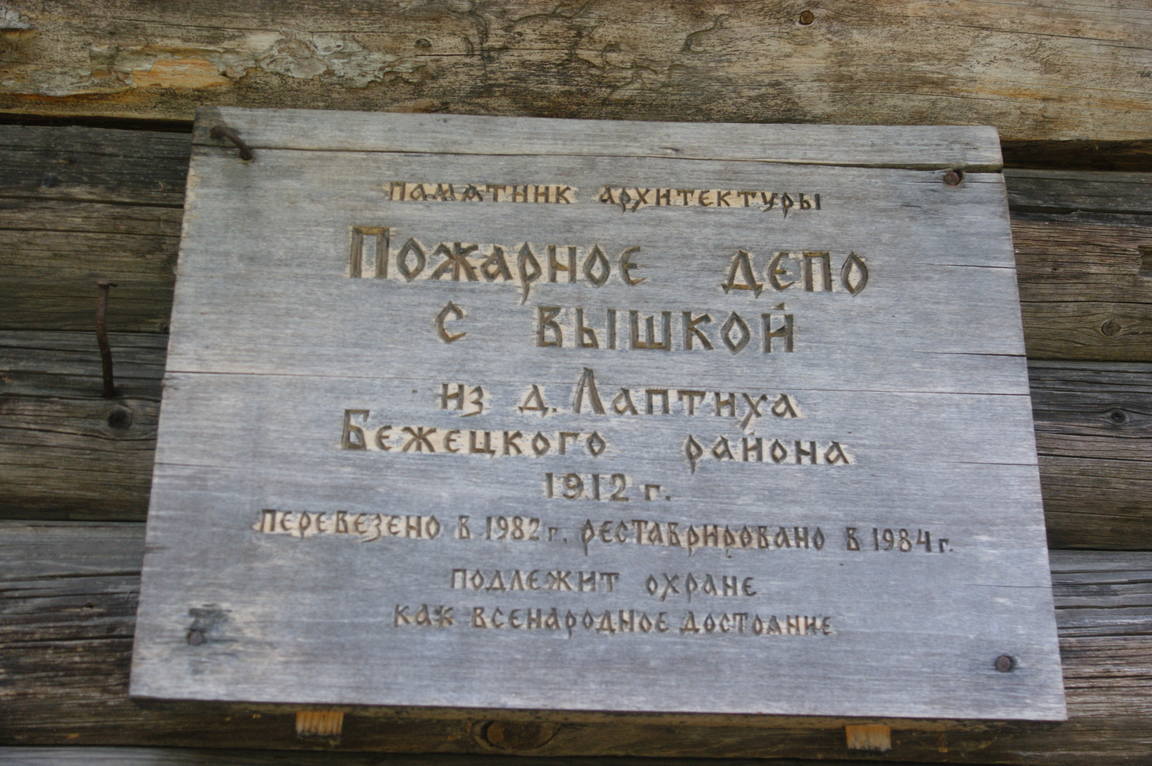 ПАМЯТНИК АРХИТЕКТУРЫ
ПОЖАРНОЕ ДЕПО
С ВЫШКОЙ
ИЗ Д. ЛАПТИХА
БЕЖЕЦКОГО РАЙОНА
1912 Г.
ПЕРЕВЕЗЕНО В 1982 Г. РЕСТАВРИРОВАНО В 1984 Г.
ПОДЛЕЖИТ ОХРАНЕ
КАК ВСЕНАРОДНОЕ ДОСТОЯНИЕ